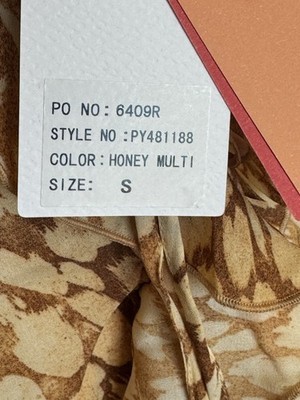 PO NO: 6409R
STYLE NO :PY481188
COLOR : HONEY MULTI
SIZE: S